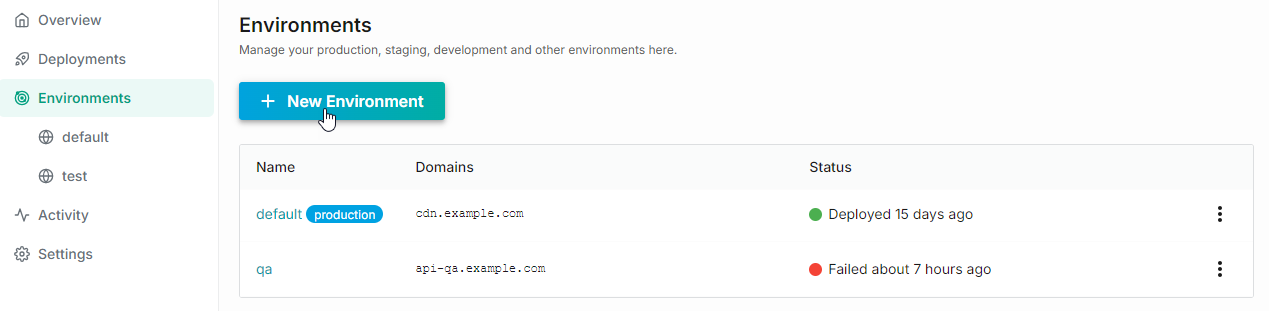 Overview
Deployments
Environments
default
test
Activity
Settings
Environments
Manage your production, staging, development and other environments here.
+ New Environment
Name Domains Status
default production cdn.example.com Deployed 15 days ago
qa api-qa.example.com Failed about 7 hours ago